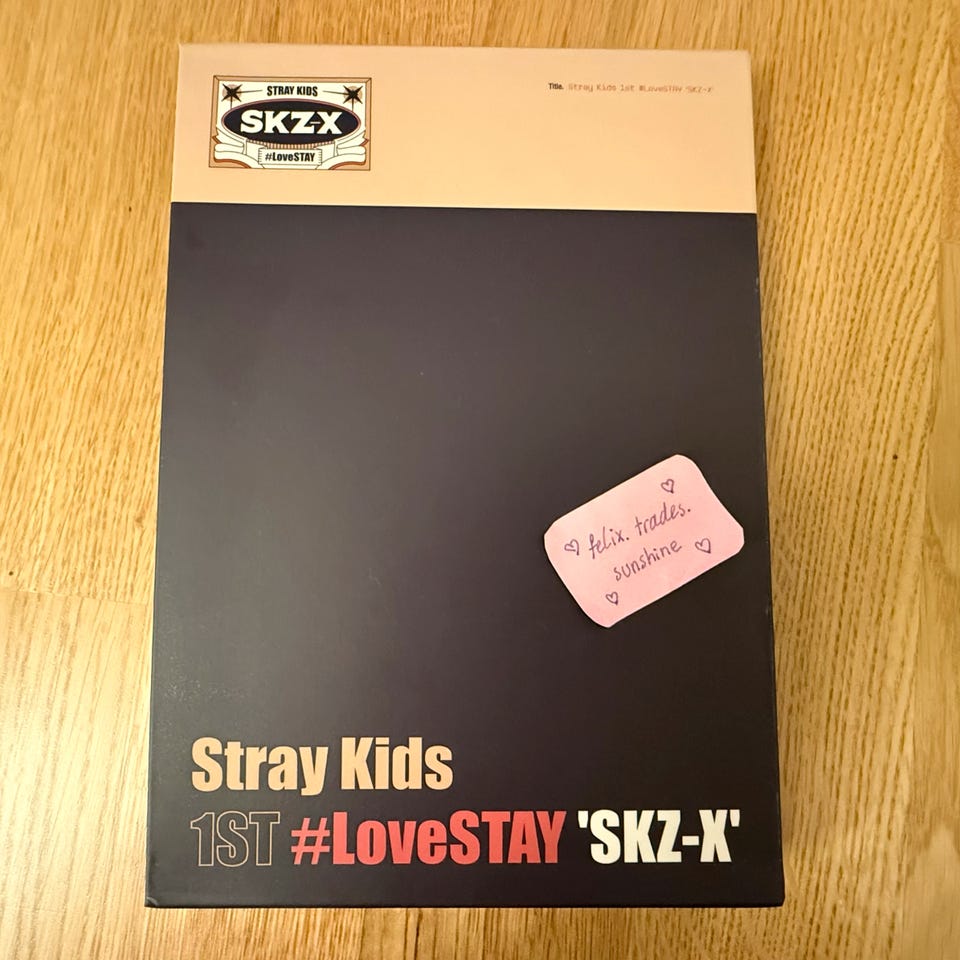 STRAY KIDS
SKZ-X
#LoveSTAY
Title. Stray Kids 1st #LoveSTAY 'SKZ-X'
felix. trades.
sunshine
Stray Kids
1ST #LoveSTAY 'SKZ-X'